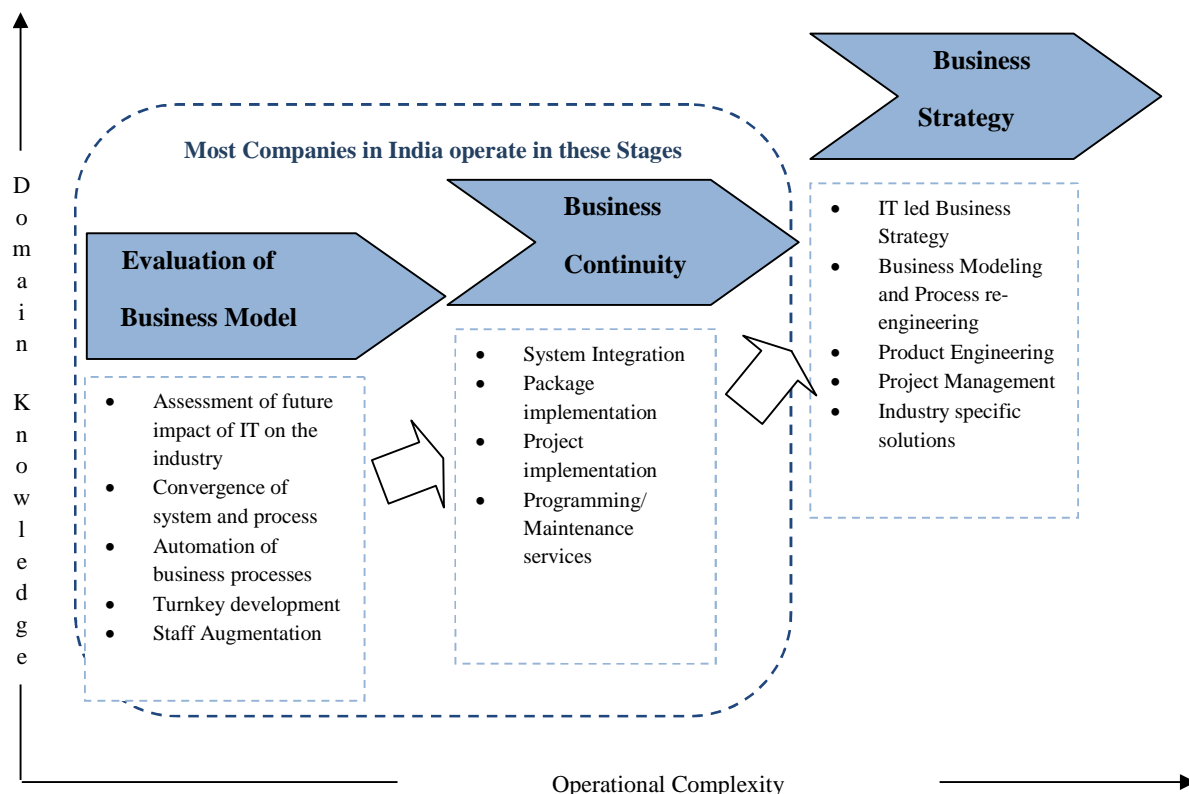 Business
Strategy
Most Companies in India operate in these Stages
Business
Continuity
Evaluation of
Business Model
Domain Knowledge
• Assessment of future
impact of IT on the
industry
• Convergence of
system and process
• Automation of
business processes
• Turnkey development
• Staff Augmentation
• System Integration
• Package
implementation
• Project
implementation
• Programming/
Maintenance
services
• IT led Business
Strategy
• Business Modeling
and Process re-
engineering
• Product Engineering
• Project Management
• Industry specific
solutions
Operational Complexity